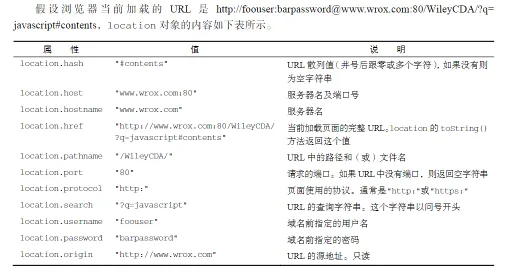 假设浏览器当前加载的 URL 是 http://foouser:barpassword@www.wrox.com:80/WileyCDA/?q=
javascript#contents，location 对象的内容如下表所示。
属 性 值 说 明
location.hash "#contents" URL 散列值（井号后跟零或多个字符），如果没有则
为空字符串
location.host "www.wrox.com:80" 服务器名及端口号
location.hostname "www.wrox.com" 服务器名
location.href "http://www.wrox.com:80/WileyCDA/ 当前加载页面的完整 URL。location 的 toString()
?q=javascript#contents" 方法返回这个值
location.pathname "/WileyCDA/" URL 中的路径和（或）文件名
location.port "80" 请求的端口。如果 URL 中没有端口，则返回空字符串
location.protocol "http:" 页面使用的协议。通常是"http:"或"https:"
location.search "?q=javascript" URL 的查询字符串。这个字符串以问号开头
location.username "foouser" 域名前指定的用户名
location.password "barpassword" 域名前指定的密码
location.origin "http://www.wrox.com" URL 的源地址。只读